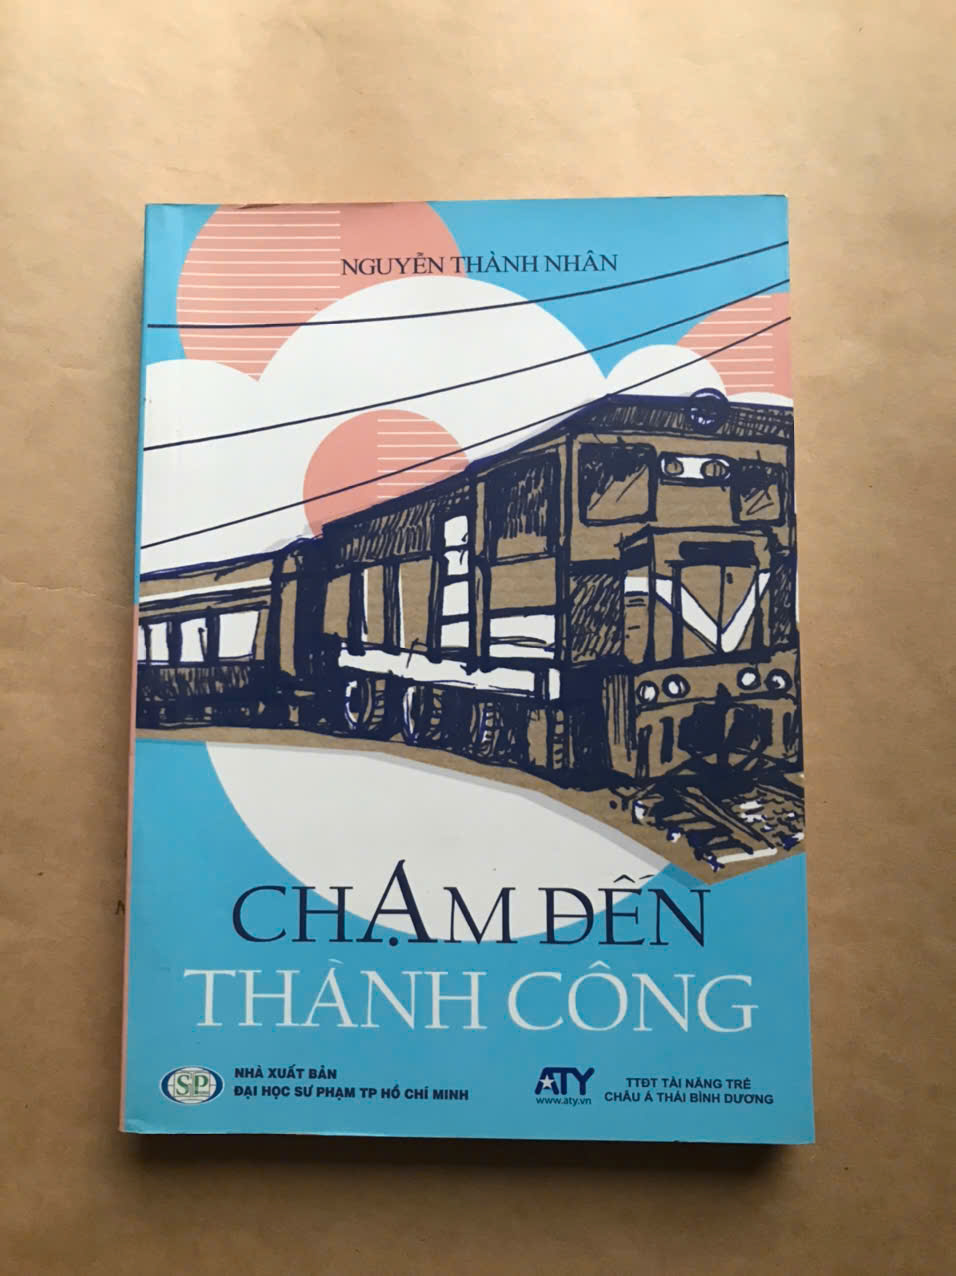 NGUYỄN THÀNH NHÂN
CHẠM ĐẾN
THÀNH CÔNG
SP
NHÀ XUẤT BẢN
ĐẠI HỌC SƯ PHẠM TP HỒ CHÍ MINH
ATY
www.aty.vn
TTĐT TÀI NĂNG TRẺ
CHÂU Á THÁI BÌNH DƯƠNG